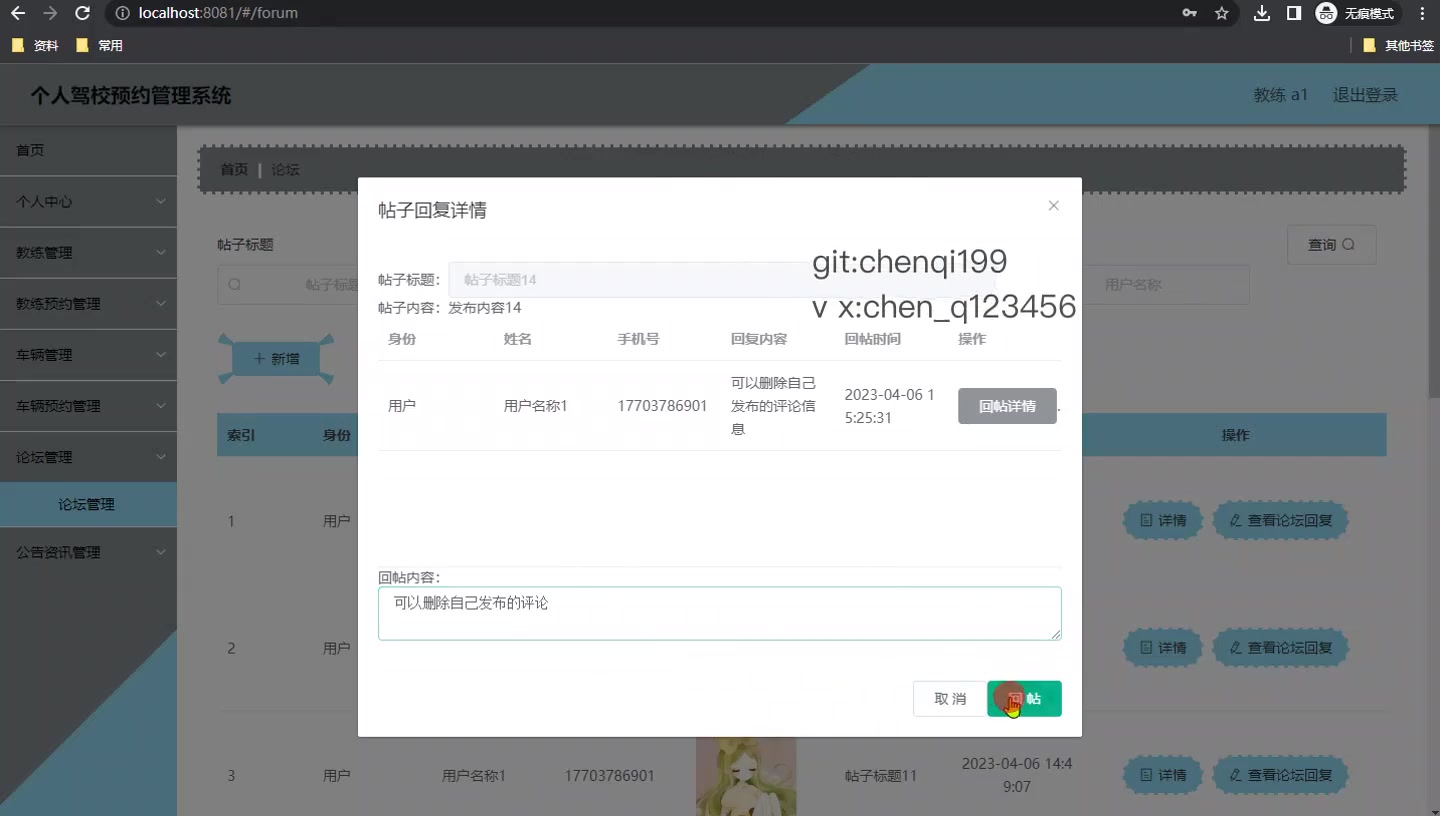 localhost:8081/#/forum
无痕模式
资料 常用 其他书签
个人驾校预约管理系统
教练 a1 退出登录
首页
个人中心
教练管理
教练预约管理
车辆管理
车辆预约管理
论坛管理
论坛管理
公告资讯管理
首页 | 论坛
帖子标题
查询
帖子标题
用户名称
+ 新增
索引 身份 操作
1 用户 详情 查看论坛回复
2 用户 详情 查看论坛回复
3 用户 用户名称1 17703786901 帖子标题11 2023-04-06 14:4
9:07 详情 查看论坛回复
帖子回复详情
git:chenqi199
v x:chen_q123456
帖子标题: 帖子标题14
帖子内容: 发布内容14
身份 姓名 手机号 回复内容 回帖时间 操作
用户 用户名称1 17703786901
可以删除自己
发布的评论信
息
2023-04-06 1
5:25:31
回帖详情
回帖内容:
可以删除自己发布的评论
取 消 回 帖